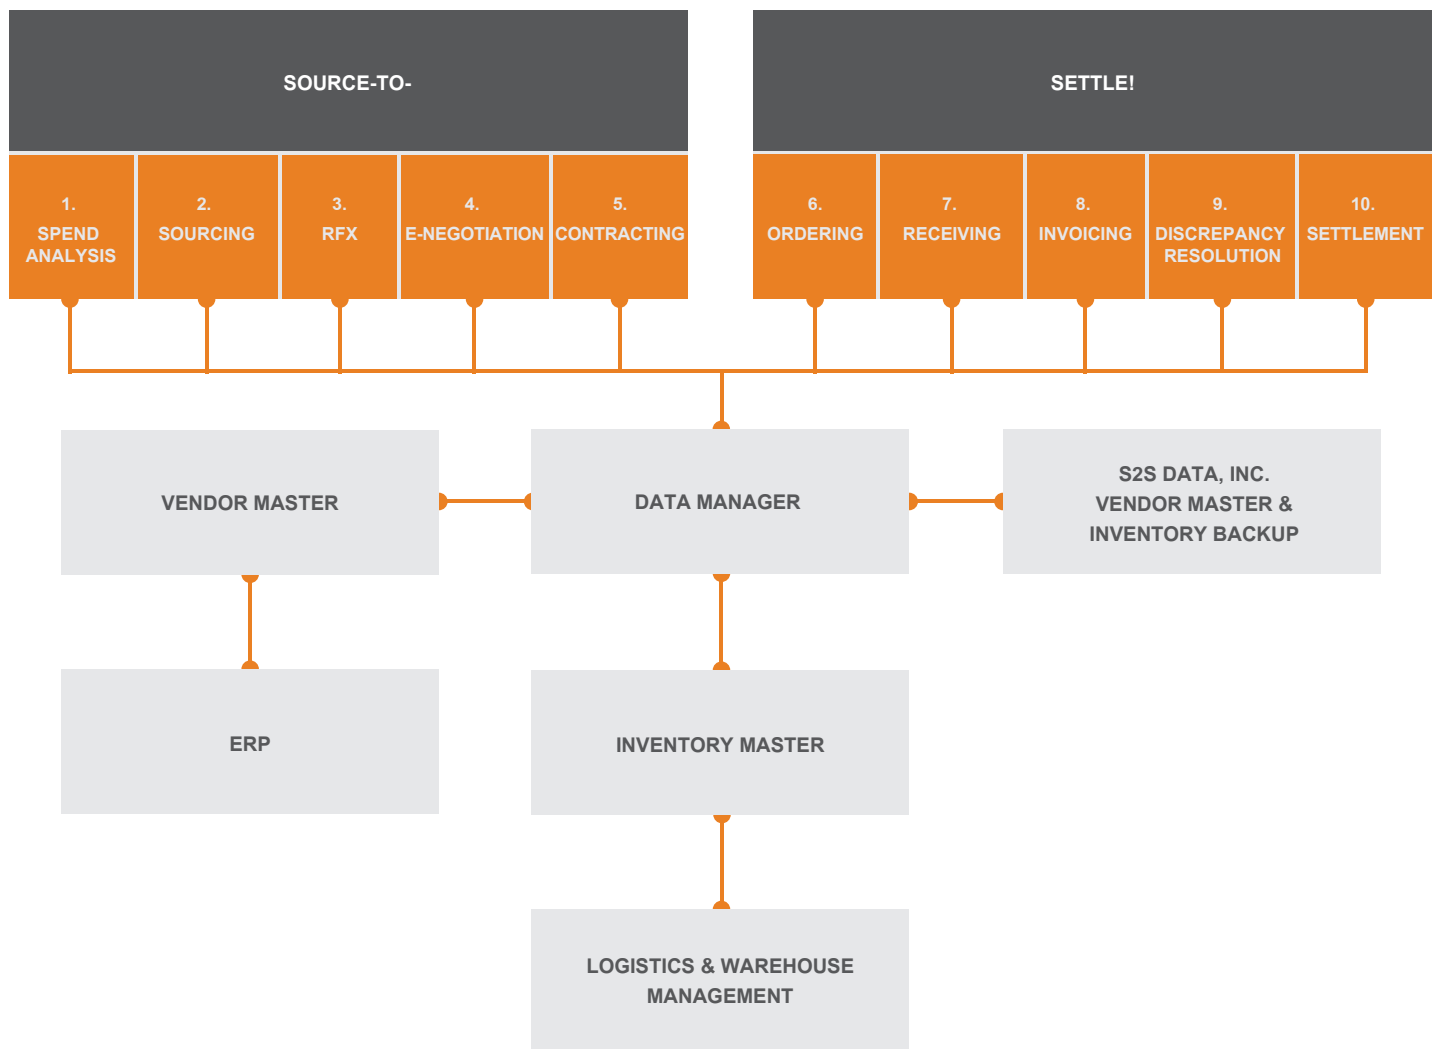 SOURCE-TO-
SETTLE!
1.
SPEND
ANALYSIS
2.
SOURCING
3.
RFX
4.
E-NEGOTIATION
5.
CONTRACTING
6.
ORDERING
7.
RECEIVING
8.
INVOICING
9.
DISCREPANCY
RESOLUTION
10.
SETTLEMENT
VENDOR MASTER
DATA MANAGER
S2S DATA, INC.
VENDOR MASTER &
INVENTORY BACKUP
ERP
INVENTORY MASTER
LOGISTICS & WAREHOUSE
MANAGEMENT